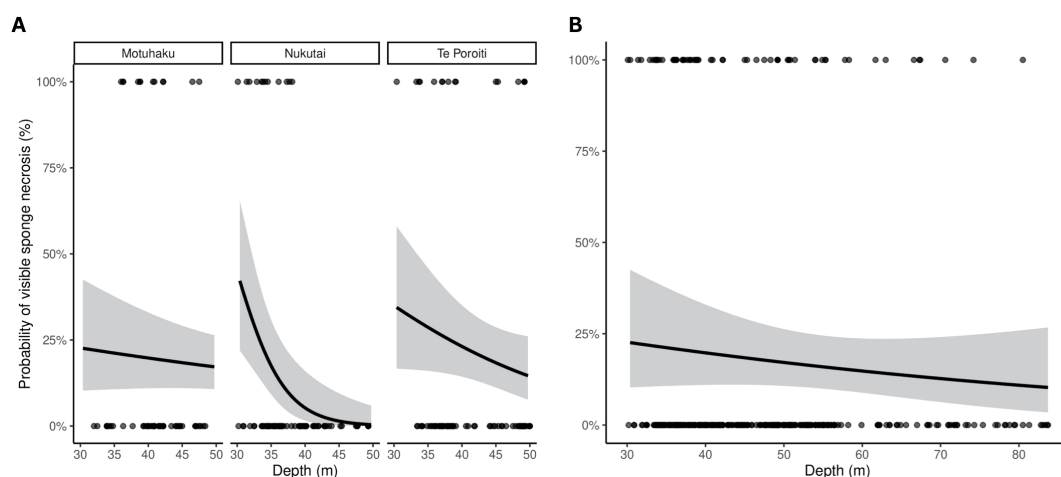 A
Motuhaku Nukutai Te Poroiti
Probability of visible sponge necrosis (%)
100%
75%
50%
25%
0%
30 35 40 45 50 30 35 40 45 50 30 35 40 45 50
Depth (m)
B
100%
75%
50%
25%
0%
30 40 50 60 70 80
Depth (m)